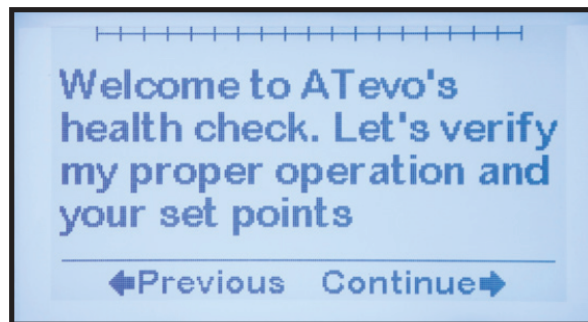 Welcome to ATevo's
health check. Let's verify
my proper operation and
your set points
🡄Previous Continue🡆